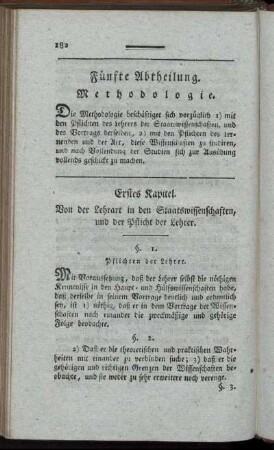 182
Fünfte Abtheilung.
Methodologie.
Die Methodologie beschäftiget sich vorzüglich 1) mit
den Pflichten des Lehrers der Staatswissenschaften, und
des Vortrags derselben, 2) mit den Pflichten des ler-
nenden und der Art, diese Wissenschaften zu studiren,
und nach Vollendung der Studien sich zur Ausübung
vollends geschickt zu machen.
Erstes Kapitel.
Von der Lehrart in den Staatswissenschaften,
und der Pflicht der Lehrer.
§. 1.
Pflichten der Lehrer.
Mit Voraussetzung, daß der Lehrer selbst die nöthigen
Kenntnisse in den Haupt- und Hülfswissenschaften habe,
daß derselbe in seinem Vortrage deutlich und ordentlich
sey, ist 1) nöthig, daß er in dem Vortrage der Wissen-
schaften nach einander die zweckmäßige und gehörige
Folge beobachte.
§. 2.
2) Daß er die theoretischen und praktischen Wahr-
heiten mit einander zu verbinden suche; 3) daß er die
gehörigen und richtigen Grenzen der Wissenschaften be-
obachte, und sie weder zu sehr erweitere noch verenge.
§. 3.